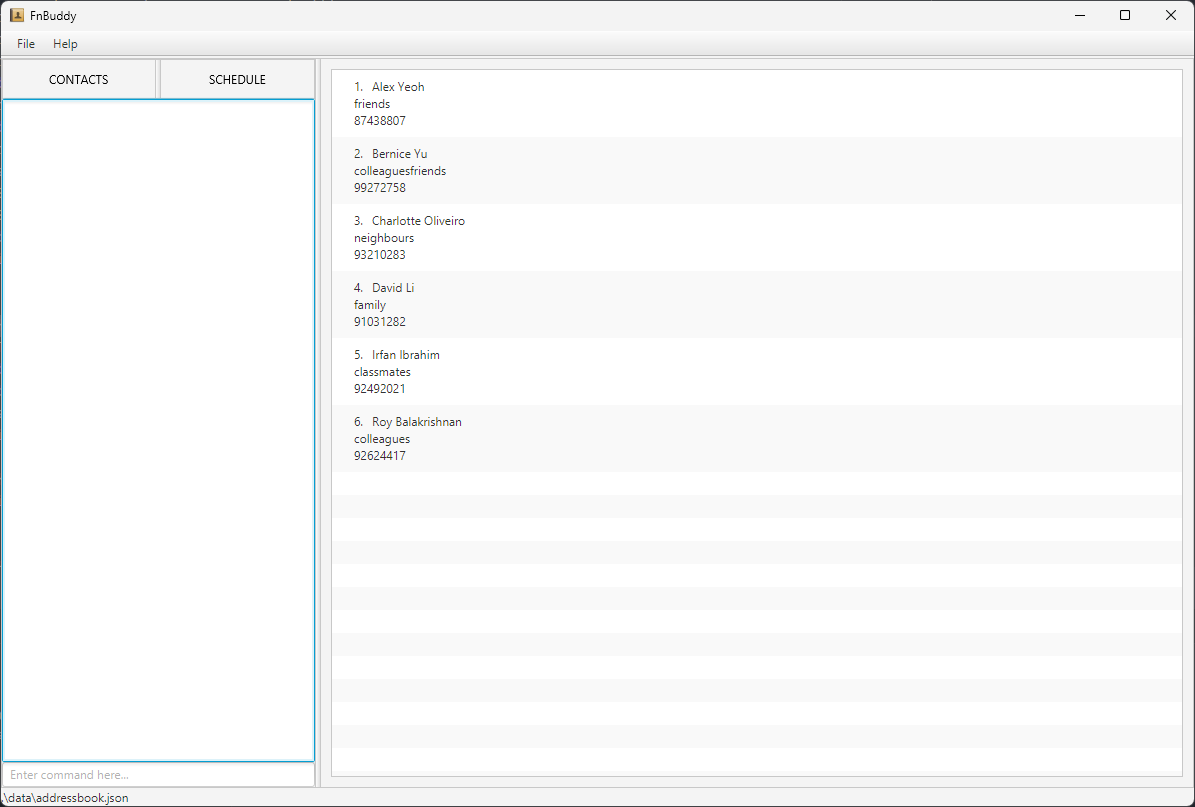 FnBuddy
File Help
CONTACTS SCHEDULE
1. Alex Yeoh
friends
87438807
2. Bernice Yu
colleaguesfriends
99272758
3. Charlotte Oliveiro
neighbours
93210283
4. David Li
family
91031282
5. Irfan Ibrahim
classmates
92492021
6. Roy Balakrishnan
colleagues
92624417
Enter command here...
.\data\addressbook.json